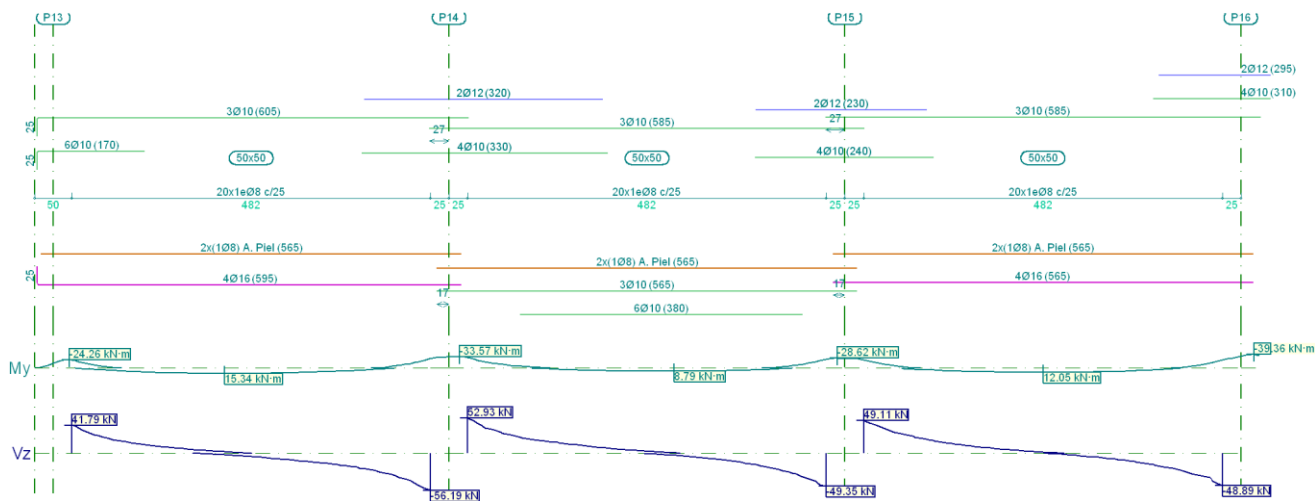 P13 P14 P15 P16
2Ø12 (295)
2Ø12 (320) 4Ø10 (310)
3Ø10 (605) 2Ø12 (230) 3Ø10 (585)
25 27 3Ø10 (585) 27
6Ø10 (170) 50x50 4Ø10 (330) 50x50 4Ø10 (240) 50x50
25
20x1eØ8 c/25 20x1eØ8 c/25 20x1eØ8 c/25
50 482 25 25 482 25 25 482 25
2x(1Ø8) A. Piel (565) 2x(1Ø8) A. Piel (565)
2x(1Ø8) A. Piel (565)
25 4Ø16 (595) 3Ø10 (565) 17 4Ø16 (565)
17
6Ø10 (380)
-24.26 kN·m -33.57 kN·m -28.62 kN·m -39.36 kN·m
My 15.34 kN·m 8.79 kN·m 12.05 kN·m
41.79 kN 52.93 kN 49.11 kN
Vz
-56.19 kN -49.35 kN -48.89 kN